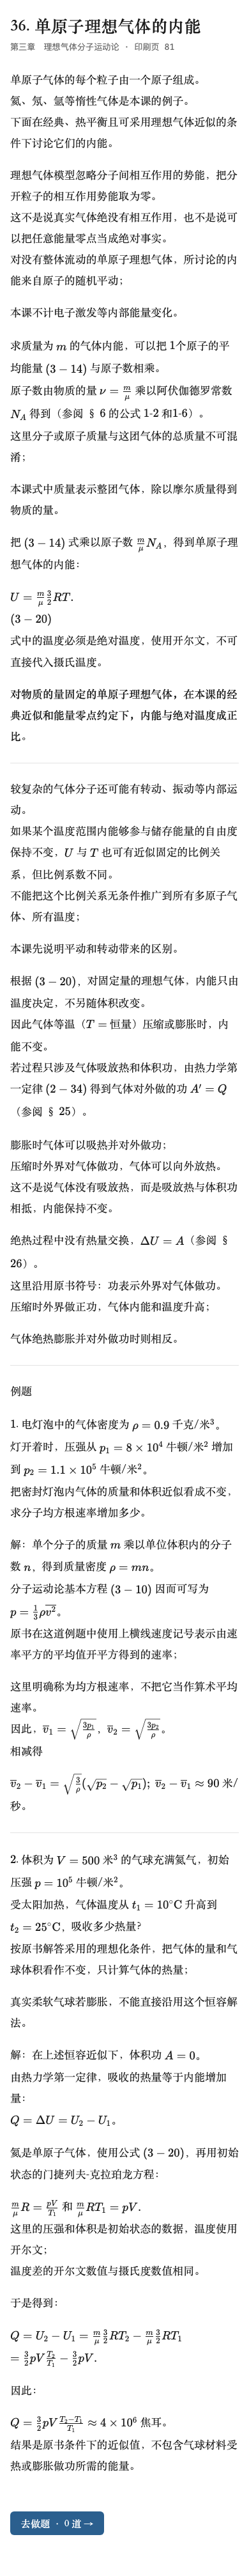 36. 单原子理想气体的内能
第三章　理想气体分子运动论 · 印刷页 81
单原子气体的每个粒子由一个原子组成。
氦、氖、氩等惰性气体是本课的例子。
下面在经典、热平衡且可采用理想气体近似的条
件下讨论它们的内能。
理想气体模型忽略分子间相互作用的势能，把分
开粒子的相互作用势能取为零。
这不是说真实气体绝没有相互作用，也不是说可
以把任意能量零点当成绝对事实。
对没有整体流动的单原子理想气体，所讨论的内
能来自原子的随机平动；
本课不计电子激发等内部能量变化。
求质量为 m 的气体内能，可以把 1个原子的平
均能量 (3 − 14) 与原子数相乘。
原子数由物质的量 ν = m/μ 乘以阿伏伽德罗常数
N_A 得到（参阅 § 6 的公式 1-2 和1-6）。
这里分子或原子质量与这团气体的总质量不可混
淆；
本课式中质量表示整团气体，除以摩尔质量得到
物质的量。
把 (3 − 14) 式乘以原子数 m/μ N_A，得到单原子理
想气体的内能：
U = m/μ 3/2 RT.
(3 − 20)
式中的温度必须是绝对温度，使用开尔文，不可
直接代入摄氏温度。
对物质的量固定的单原子理想气体，在本课的经
典近似和能量零点约定下，内能与绝对温度成正
比。
较复杂的气体分子还可能有转动、振动等内部运
动。
如果某个温度范围内能够参与储存能量的自由度
保持不变，U 与 T 也可有近似固定的比例关
系，但比例系数不同。
不能把这个比例关系无条件推广到所有多原子气
体、所有温度；
本课先说明平动和转动带来的区别。
根据 (3 − 20)，对固定量的理想气体，内能只由
温度决定，不另随体积改变。
因此气体等温（T = 恒量）压缩或膨胀时，内
能不变。
若过程只涉及气体吸放热和体积功，由热力学第
一定律 (2 − 34) 得到气体对外做的功 A′ = Q
（参阅 § 25）。
膨胀时气体可以吸热并对外做功；
压缩时外界对气体做功，气体可以向外放热。
这不是说气体没有吸放热，而是吸放热与体积功
相抵，内能保持不变。
绝热过程中没有热量交换，ΔU = A（参阅 §
26）。
这里沿用原书符号：功表示外界对气体做功。
压缩时外界做正功，气体内能和温度升高；
气体绝热膨胀并对外做功时则相反。
例题
1. 电灯泡中的气体密度为 ρ = 0.9 千克/米³。
灯开着时，压强从 p₁ = 8 × 10⁴ 牛顿/米² 增加
到 p₂ = 1.1 × 10⁵ 牛顿/米²。
把密封灯泡内气体的质量和体积近似看成不变，
求分子均方根速率增加多少。
解：单个分子的质量 m 乘以单位体积内的分子
数 n，得到质量密度 ρ = mn。
分子运动论基本方程 (3 − 10) 因而可写为
p = 1/3 ρv̅²。
原书在这道例题中使用上横线速度记号表示由速
率平方的平均值开平方得到的速率；
这里明确称为均方根速率，不把它当作算术平均
速率。
因此，v̅₁ = √(3p₁/ρ)，v̅₂ = √(3p₂/ρ)。
相减得
v̅₂ − v̅₁ = √(3/ρ)(√p₂ − √p₁); v̅₂ − v̅₁ ≈ 90 米/
秒。
2. 体积为 V = 500 米³ 的气球充满氦气，初始
压强 p = 10⁵ 牛顿/米²。
受太阳加热，气体温度从 t₁ = 10°C 升高到
t₂ = 25°C，吸收多少热量？
按原书解答采用的理想化条件，把气体的量和气
球体积看作不变，只计算气体的热量；
真实柔软气球若膨胀，不能直接沿用这个恒容解
法。
解：在上述恒容近似下，体积功 A = 0。
由热力学第一定律，吸收的热量等于内能增加
量：
Q = ΔU = U₂ − U₁。
氦是单原子气体，使用公式 (3 − 20)，再用初始
状态的门捷列夫-克拉珀龙方程：
m/μ R = pV/T₁ 和 m/μ RT₁ = pV.
这里的压强和体积是初始状态的数据，温度使用
开尔文；
温度差的开尔文数值与摄氏度数值相同。
于是得到：
Q = U₂ − U₁ = m/μ 3/2 RT₂ − m/μ 3/2 RT₁
= 3/2 pV T₂/T₁ − 3/2 pV.
因此：
Q = 3/2 pV (T₂−T₁)/T₁ ≈ 4 × 10⁶ 焦耳。
结果是原书条件下的近似值，不包含气球材料受
热或膨胀做功所需的能量。
去做题 · 0 道 →